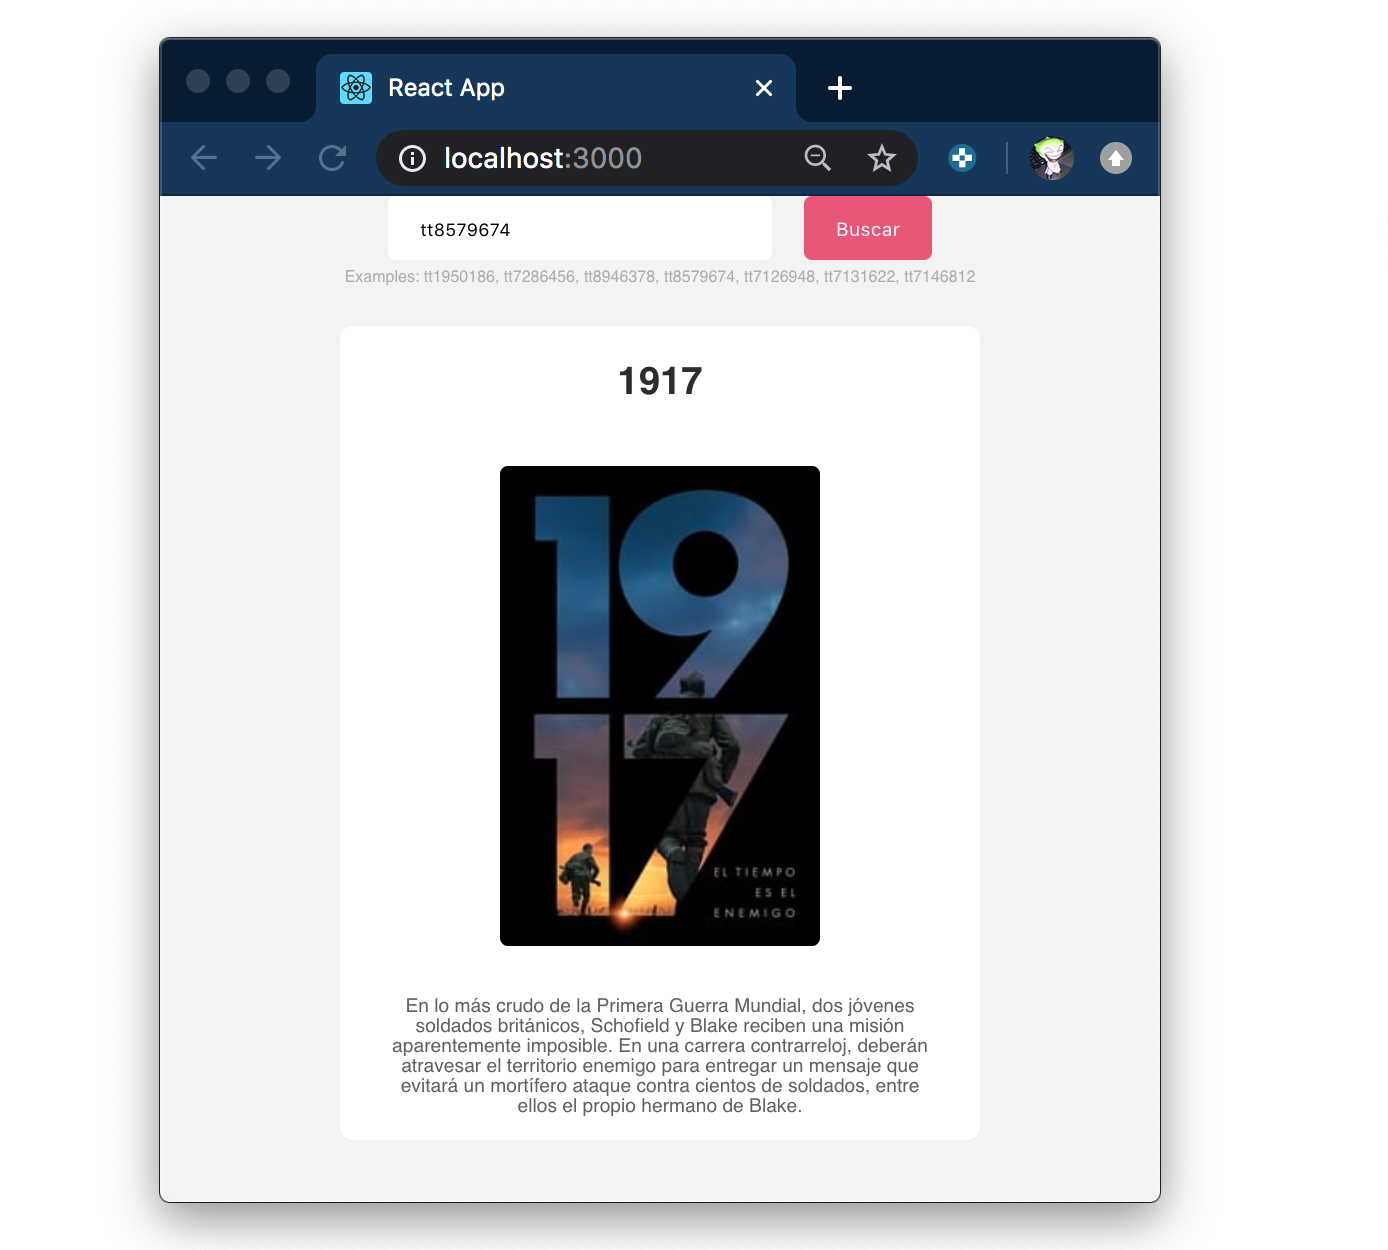 React App
localhost:3000
tt8579674
Buscar
Examples: tt1950186, tt7286456, tt8946378, tt8579674, tt7126948, tt7131622, tt7146812
1917
19
17
EL TIEMPO
ES EL
ENEMIGO
En lo más crudo de la Primera Guerra Mundial, dos jóvenes
soldados británicos, Schofield y Blake reciben una misión
aparentemente imposible. En una carrera contrarreloj, deberán
atravesar el territorio enemigo para entregar un mensaje que
evitará un mortífero ataque contra cientos de soldados, entre
ellos el propio hermano de Blake.